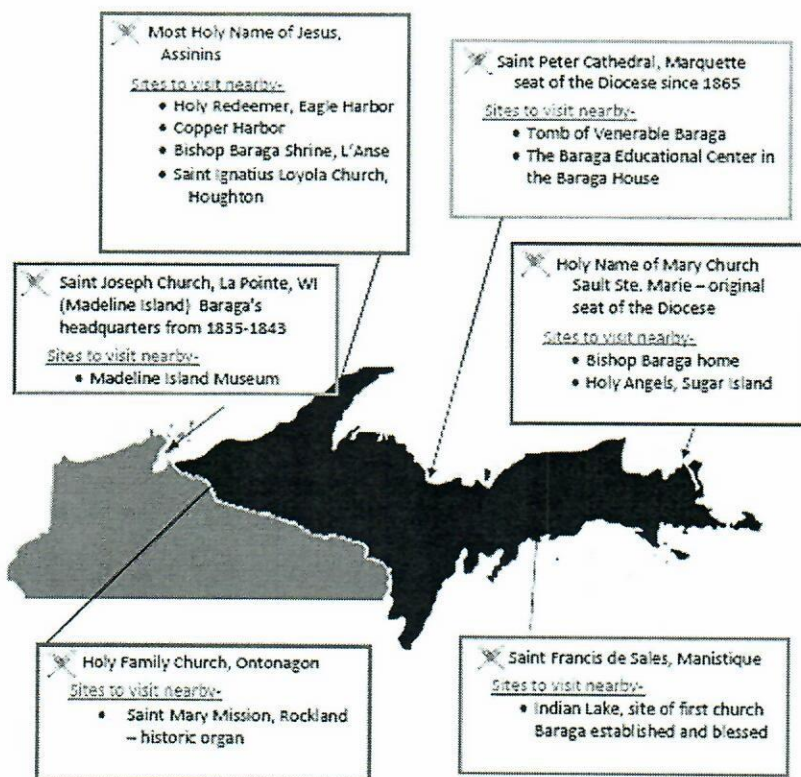 Most Holy Name of Jesus,
Assinins
Sites to visit nearby-
• Holy Redeemer, Eagle Harbor
• Copper Harbor
• Bishop Baraga Shrine, L'Anse
• Saint Ignatius Loyola Church,
Houghton
Saint Peter Cathedral, Marquette
seat of the Diocese since 1865
Sites to visit nearby-
• Tomb of Venerable Baraga
• The Baraga Educational Center in
the Baraga House
Saint Joseph Church, La Pointe, WI
(Madeline Island) Baraga's
headquarters from 1835-1843
Sites to visit nearby-
• Madeline Island Museum
Holy Name of Mary Church
Sault Ste. Marie – original
seat of the Diocese
Sites to visit nearby-
• Bishop Baraga home
• Holy Angels, Sugar Island
Holy Family Church, Ontonagon
Sites to visit nearby-
• Saint Mary Mission, Rockland
– historic organ
Saint Francis de Sales, Manistique
Sites to visit nearby-
• Indian Lake, site of first church
Baraga established and blessed